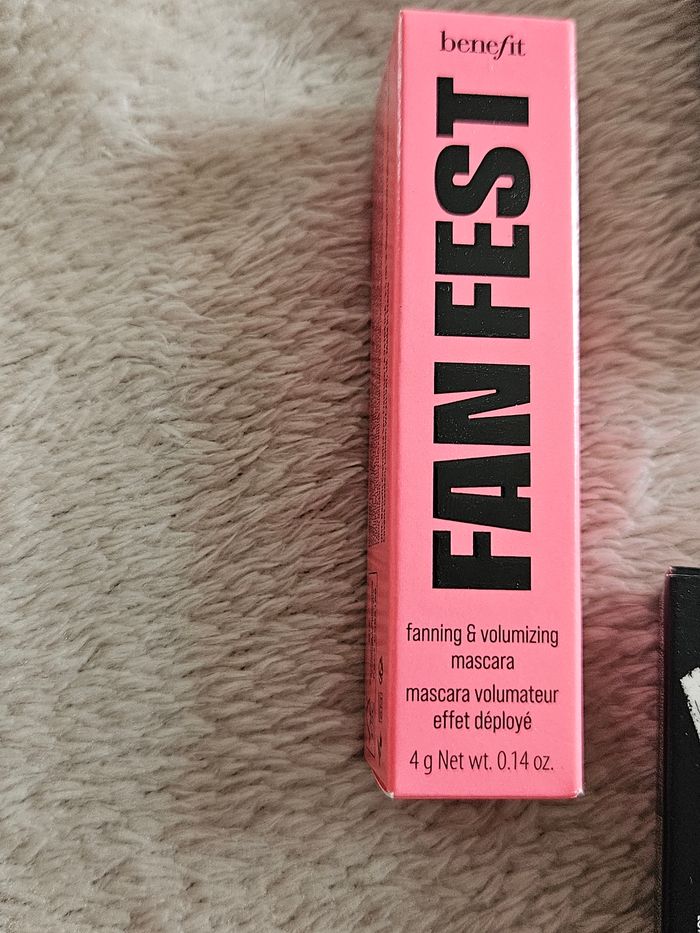 benefit
FAN FEST
fanning & volumizing
mascara
mascara volumateur
effet déployé
4 g Net wt. 0.14 oz.